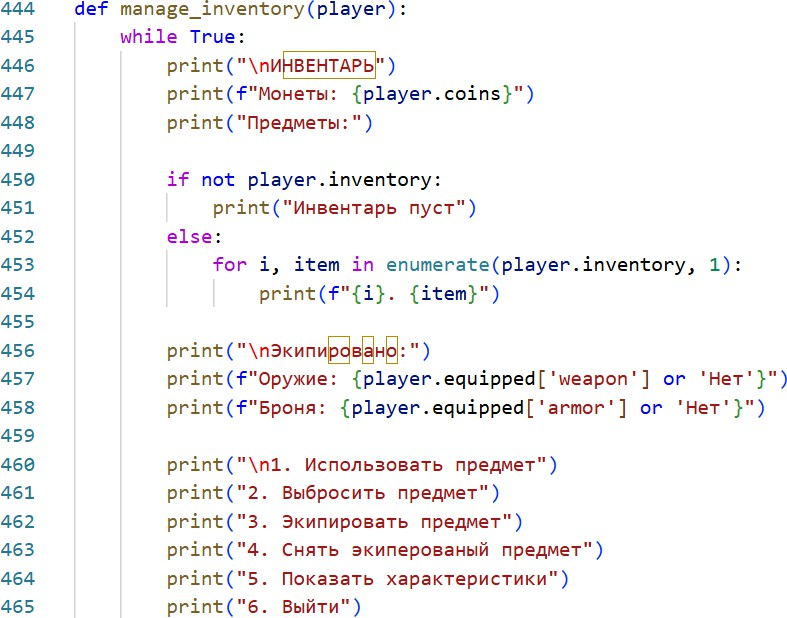 444 def manage_inventory(player):
445     while True:
446         print("\nИНВЕНТАРЬ")
447         print(f"Монеты: {player.coins}")
448         print("Предметы:")
449
450         if not player.inventory:
451             print("Инвентарь пуст")
452         else:
453             for i, item in enumerate(player.inventory, 1):
454                 print(f"{i}. {item}")
455
456         print("\nЭкипировано:")
457         print(f"Оружие: {player.equipped['weapon'] or 'Нет'}")
458         print(f"Броня: {player.equipped['armor'] or 'Нет'}")
459
460         print("\n1. Использовать предмет")
461         print("2. Выбросить предмет")
462         print("3. Экипировать предмет")
463         print("4. Снять экиперованый предмет")
464         print("5. Показать характеристики")
465         print("6. Выйти")